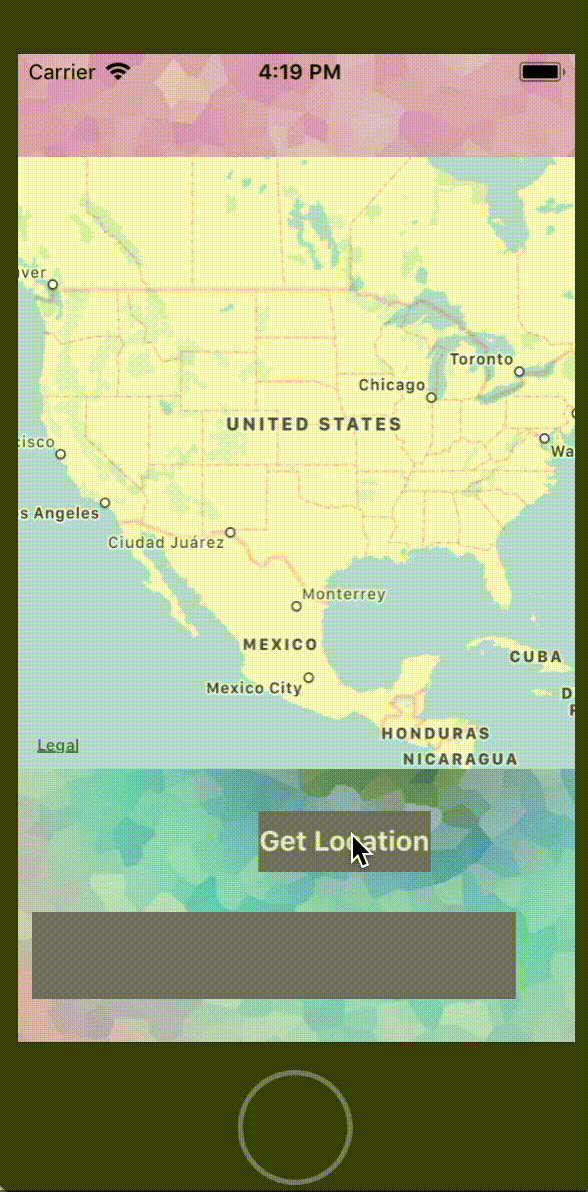 Carrier 4:19 PM
ver
Toronto
Chicago
UNITED STATES
cisco
Wa
s Angeles
Ciudad Juárez
Monterrey
MEXICO
CUBA
Mexico City
D
HONDURAS
Legal
NICARAGUA
Get Location